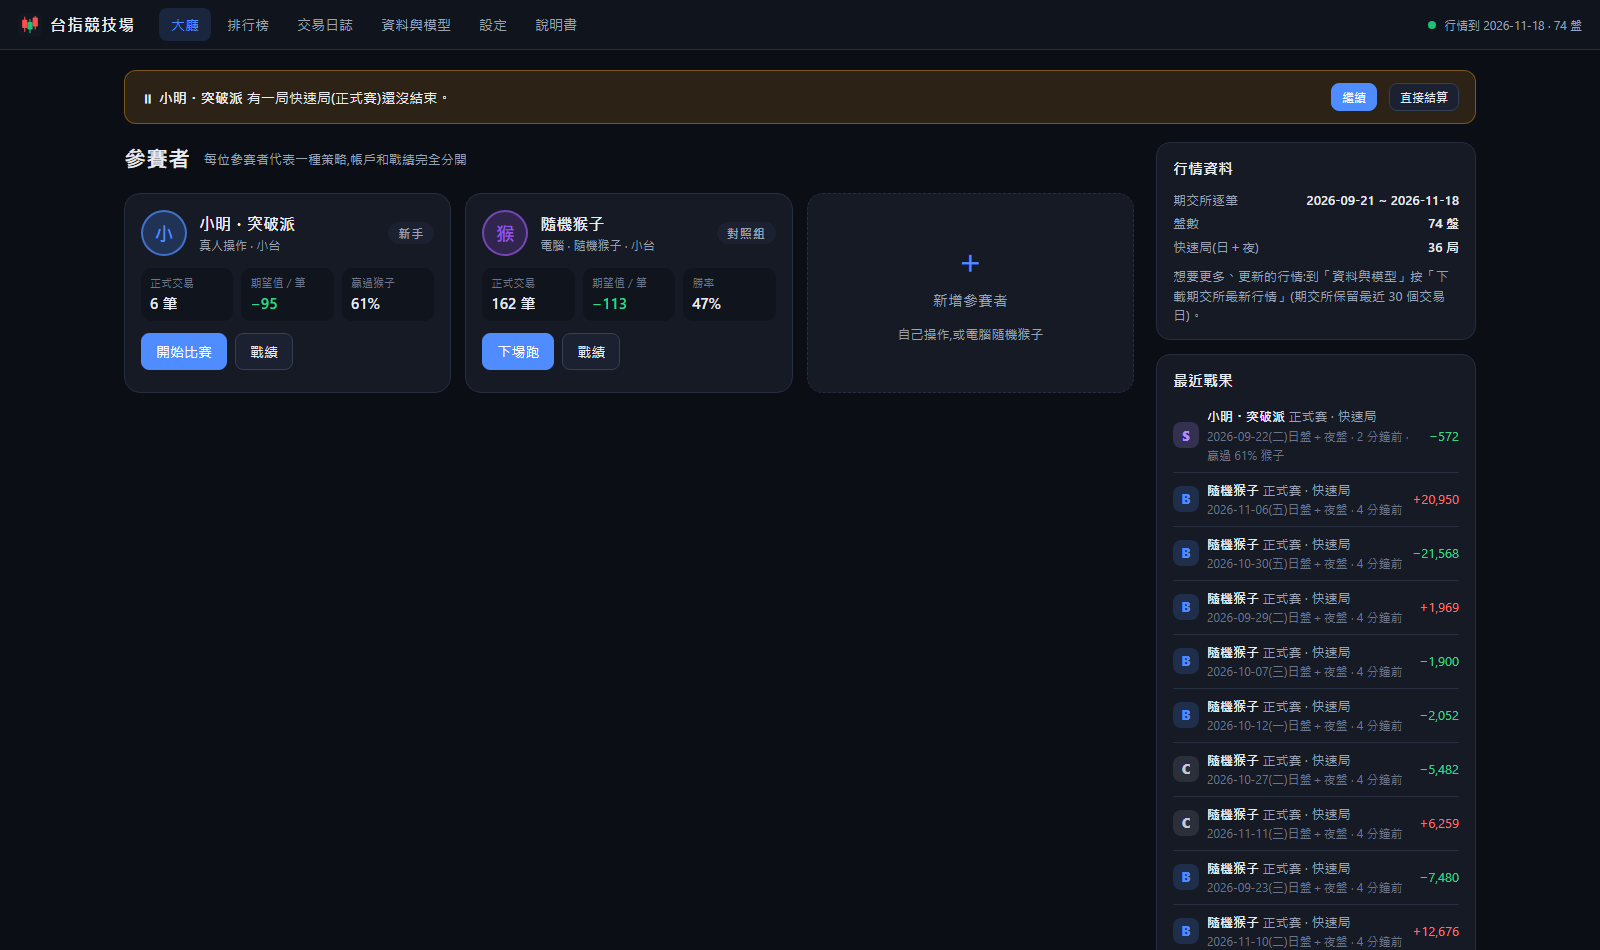 台指競技場
大廳
排行榜
交易日誌
資料與模型
設定
說明書
行情到 2026-11-18 · 74 盤
小明・突破派 有一局快速局(正式賽)還沒結束。
繼續
直接結算
參賽者
每位參賽者代表一種策略,帳戶和戰績完全分開
小
小明・突破派
真人操作 · 小台
新手
正式交易
6 筆
期望值 / 筆
−95
贏過猴子
61%
開始比賽
戰績
猴
隨機猴子
電腦 · 隨機猴子 · 小台
對照組
正式交易
162 筆
期望值 / 筆
−113
勝率
47%
下場跑
戰績
+
新增參賽者
自己操作,或電腦隨機猴子
行情資料
期交所逐筆
2026-09-21 ~ 2026-11-18
盤數
74 盤
快速局(日＋夜)
36 局
想要更多、更新的行情:到「資料與模型」按「下
載期交所最新行情」(期交所保留最近 30 個交易
日)。
最近戰果
S
小明・突破派 正式賽 · 快速局
2026-09-22(二)日盤＋夜盤 · 2 分鐘前 ·
贏過 61% 猴子
−572
B
隨機猴子 正式賽 · 快速局
2026-11-06(五)日盤＋夜盤 · 4 分鐘前
+20,950
B
隨機猴子 正式賽 · 快速局
2026-10-30(五)日盤＋夜盤 · 4 分鐘前
−21,568
B
隨機猴子 正式賽 · 快速局
2026-09-29(二)日盤＋夜盤 · 4 分鐘前
+1,969
B
隨機猴子 正式賽 · 快速局
2026-10-07(三)日盤＋夜盤 · 4 分鐘前
−1,900
B
隨機猴子 正式賽 · 快速局
2026-10-12(一)日盤＋夜盤 · 4 分鐘前
−2,052
C
隨機猴子 正式賽 · 快速局
2026-10-27(二)日盤＋夜盤 · 4 分鐘前
−5,482
C
隨機猴子 正式賽 · 快速局
2026-11-11(三)日盤＋夜盤 · 4 分鐘前
+6,259
B
隨機猴子 正式賽 · 快速局
2026-09-23(三)日盤＋夜盤 · 4 分鐘前
−7,480
B
隨機猴子 正式賽 · 快速局
2026-11-10(二)日盤＋夜盤 · 4 分鐘前
+12,676